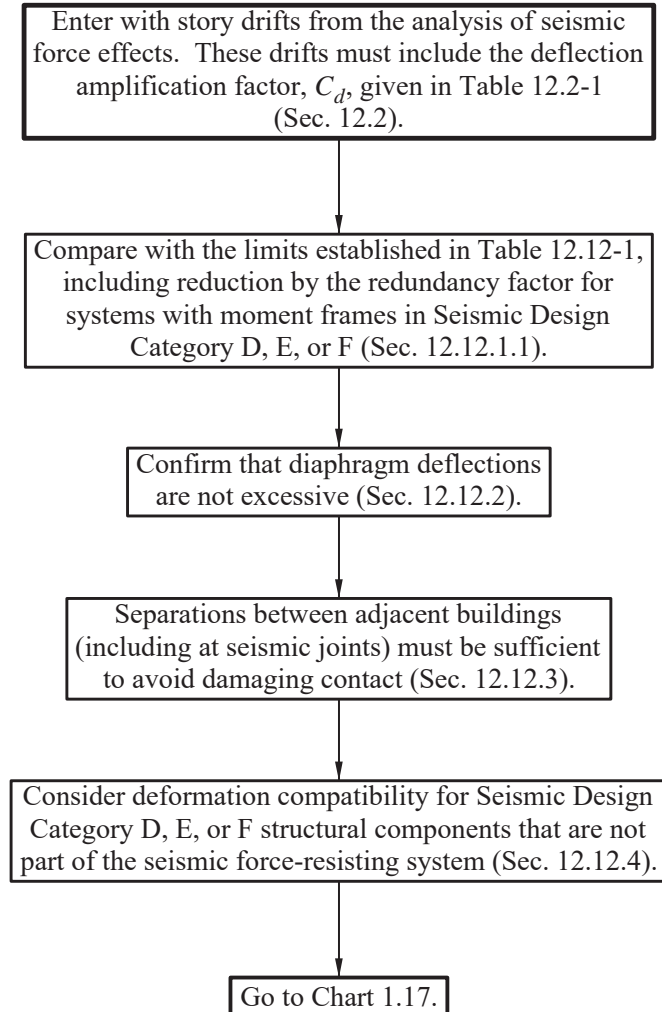 Enter with story drifts from the analysis of seismic
force effects. These drifts must include the deflection
amplification factor, C_d, given in Table 12.2-1
(Sec. 12.2).
Compare with the limits established in Table 12.12-1,
including reduction by the redundancy factor for
systems with moment frames in Seismic Design
Category D, E, or F (Sec. 12.12.1.1).
Confirm that diaphragm deflections
are not excessive (Sec. 12.12.2).
Separations between adjacent buildings
(including at seismic joints) must be sufficient
to avoid damaging contact (Sec. 12.12.3).
Consider deformation compatibility for Seismic Design
Category D, E, or F structural components that are not
part of the seismic force-resisting system (Sec. 12.12.4).
Go to Chart 1.17.